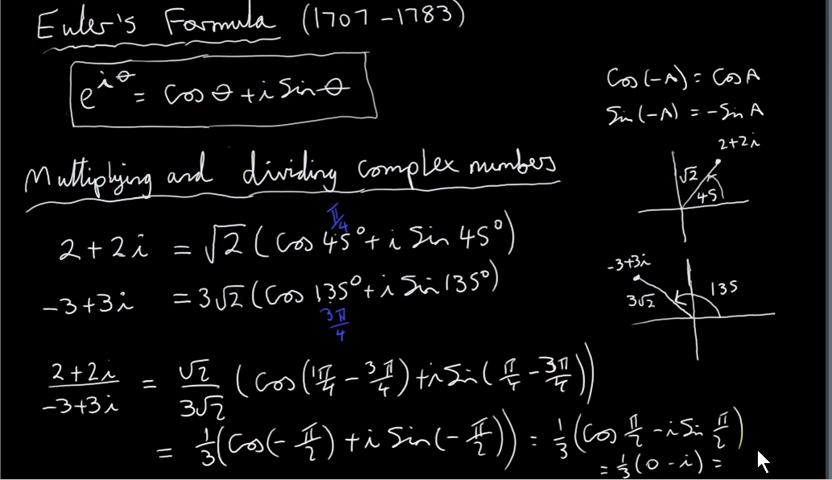 Euler's Formula (1707-1783)
e^{iθ} = Cos θ + i Sin θ
Cos(-A) = Cos A
Sin(-A) = -Sin A
Multiplying and dividing complex numbers
2+2i
√2
45
π/4
2+2i = √2 (Cos 45° + i Sin 45°)
-3+3i = 3√2 (Cos 135° + i Sin 135°)
3π/4
-3+3i
3√2
135
(2+2i)/(-3+3i) = √2/(3√2) (Cos(1π/4 - 3π/4) + i Sin(π/4 - 3π/4))
= 1/3 (Cos(-π/2) + i Sin(-π/2)) = 1/3 (Cos π/2 - i Sin π/2)
= 1/3 (0 - i) =